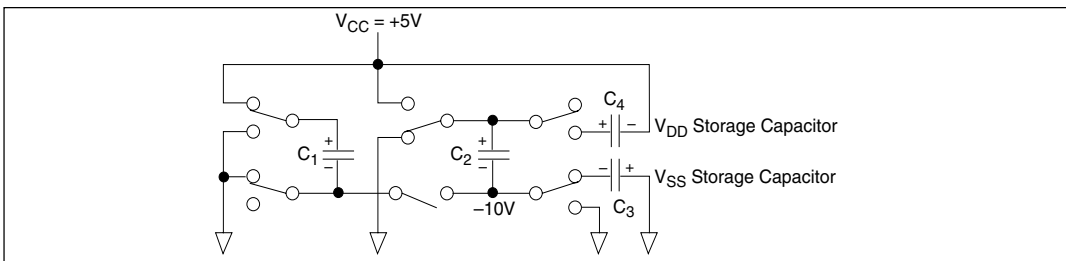 V_CC = +5V
C_4
+ −
V_DD Storage Capacitor
+
C_1
−
+
C_2
−
− +
V_SS Storage Capacitor
−10V
C_3